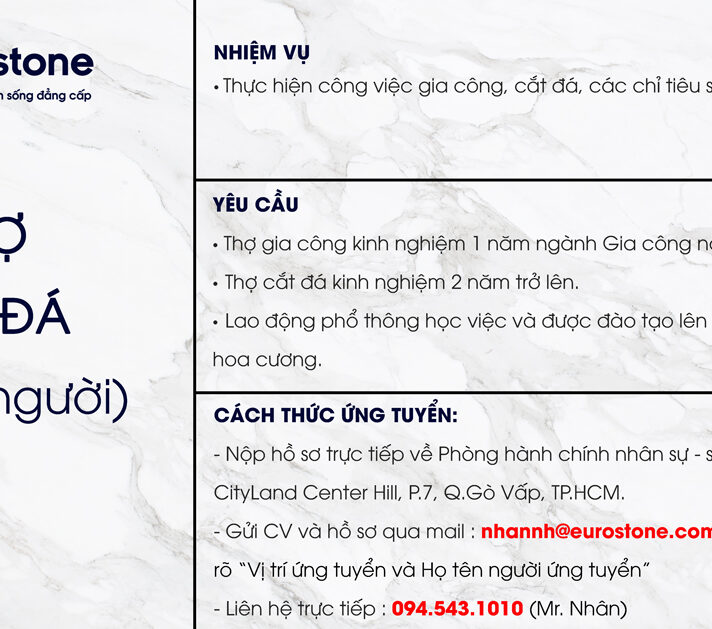 stone
sống đẳng cấp
Ợ
ĐÁ
người)
NHIỆM VỤ
• Thực hiện công việc gia công, cắt đá, các chỉ tiêu s
YÊU CẦU
• Thợ gia công kinh nghiệm 1 năm ngành Gia công n
• Thợ cắt đá kinh nghiệm 2 năm trở lên.
• Lao động phổ thông học việc và được đào tạo lên
hoa cương.
CÁCH THỨC ỨNG TUYỂN:
- Nộp hồ sơ trực tiếp về Phòng hành chính nhân sự - s
CityLand Center Hill, P.7, Q.Gò Vấp, TP.HCM.
- Gửi CV và hồ sơ qua mail : nhannh@eurostone.com
rõ “Vị trí ứng tuyển và Họ tên người ứng tuyển”
- Liên hệ trực tiếp : 094.543.1010 (Mr. Nhân)